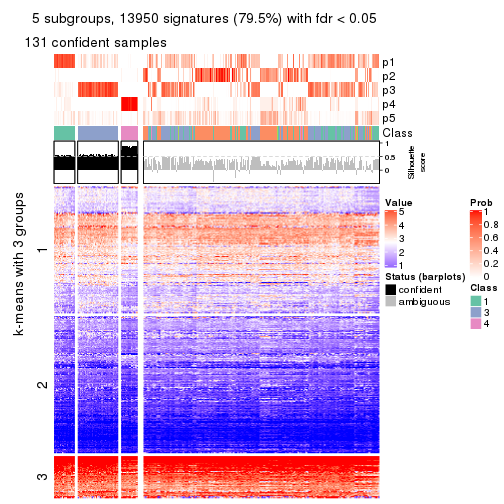 5 subgroups, 13950 signatures (79.5%) with fdr < 0.05
131 confident samples
p1
p2
p3
p4
p5
Class
1
0.5
0
Silhouette
score
k-means with 3 groups
1
2
3
Value
5
4
3
2
1
Status (barplots)
confident
ambiguous
Prob
1
0.8
0.6
0.4
0.2
0
Class
1
3
4